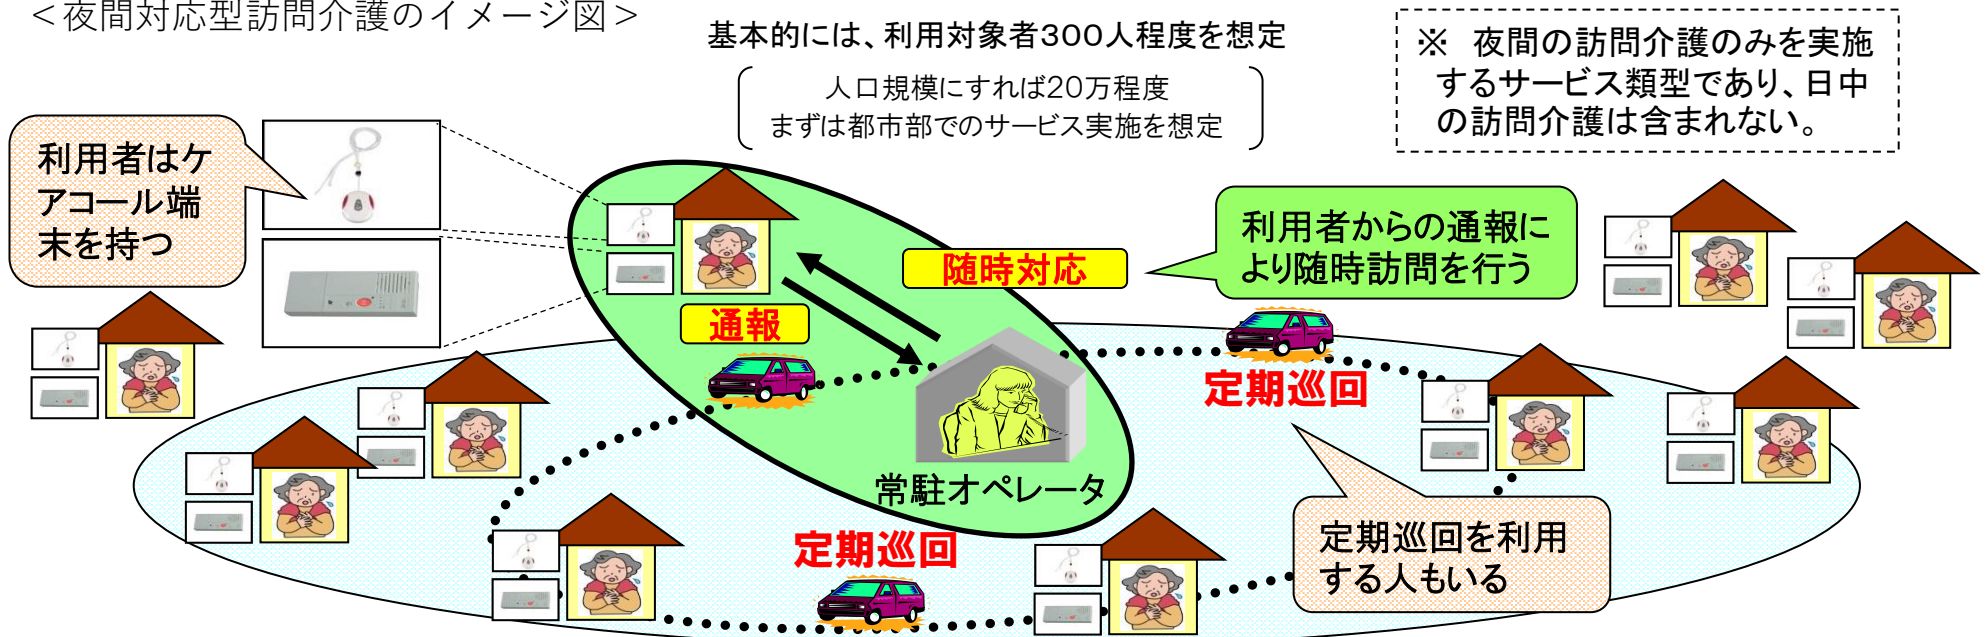 ＜夜間対応型訪問介護のイメージ図＞
基本的には、利用対象者300人程度を想定
人口規模にすれば20万程度
まずは都市部でのサービス実施を想定
※　夜間の訪問介護のみを実施
するサービス類型であり、日中
の訪問介護は含まれない。
利用者はケ
アコール端
末を持つ
利用者からの通報に
より随時訪問を行う
随時対応
通報
定期巡回
常駐オペレータ
定期巡回
定期巡回を利用
する人もいる